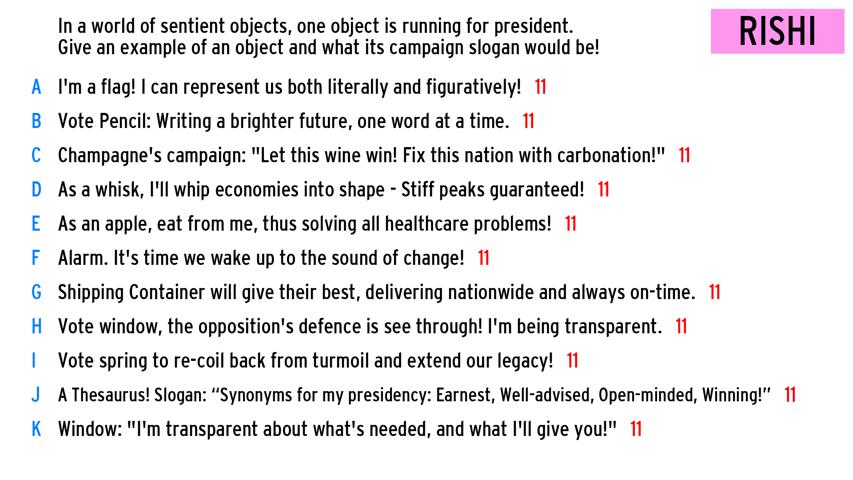 In a world of sentient objects, one object is running for president.
Give an example of an object and what its campaign slogan would be!
RISHI
A I'm a flag! I can represent us both literally and figuratively! 11
B Vote Pencil: Writing a brighter future, one word at a time. 11
C Champagne's campaign: "Let this wine win! Fix this nation with carbonation!" 11
D As a whisk, I'll whip economies into shape - Stiff peaks guaranteed! 11
E As an apple, eat from me, thus solving all healthcare problems! 11
F Alarm. It's time we wake up to the sound of change! 11
G Shipping Container will give their best, delivering nationwide and always on-time. 11
H Vote window, the opposition's defence is see through! I'm being transparent. 11
I Vote spring to re-coil back from turmoil and extend our legacy! 11
J A Thesaurus! Slogan: “Synonyms for my presidency: Earnest, Well-advised, Open-minded, Winning!” 11
K Window: "I'm transparent about what's needed, and what I'll give you!" 11